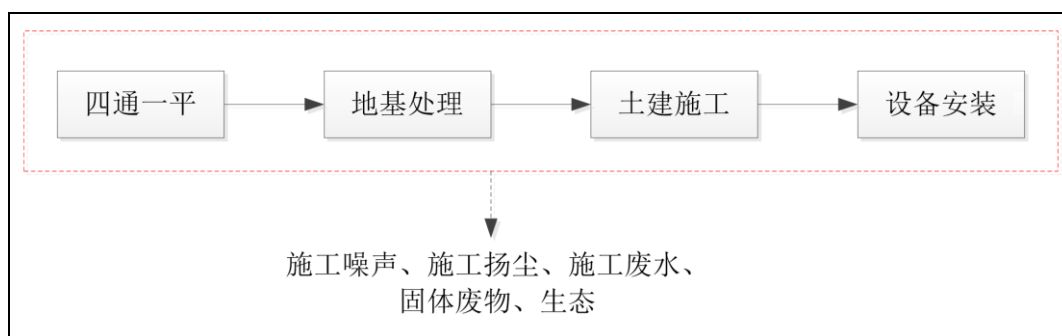 四通一平
地基处理
土建施工
设备安装
施工噪声、施工扬尘、施工废水、
固体废物、生态